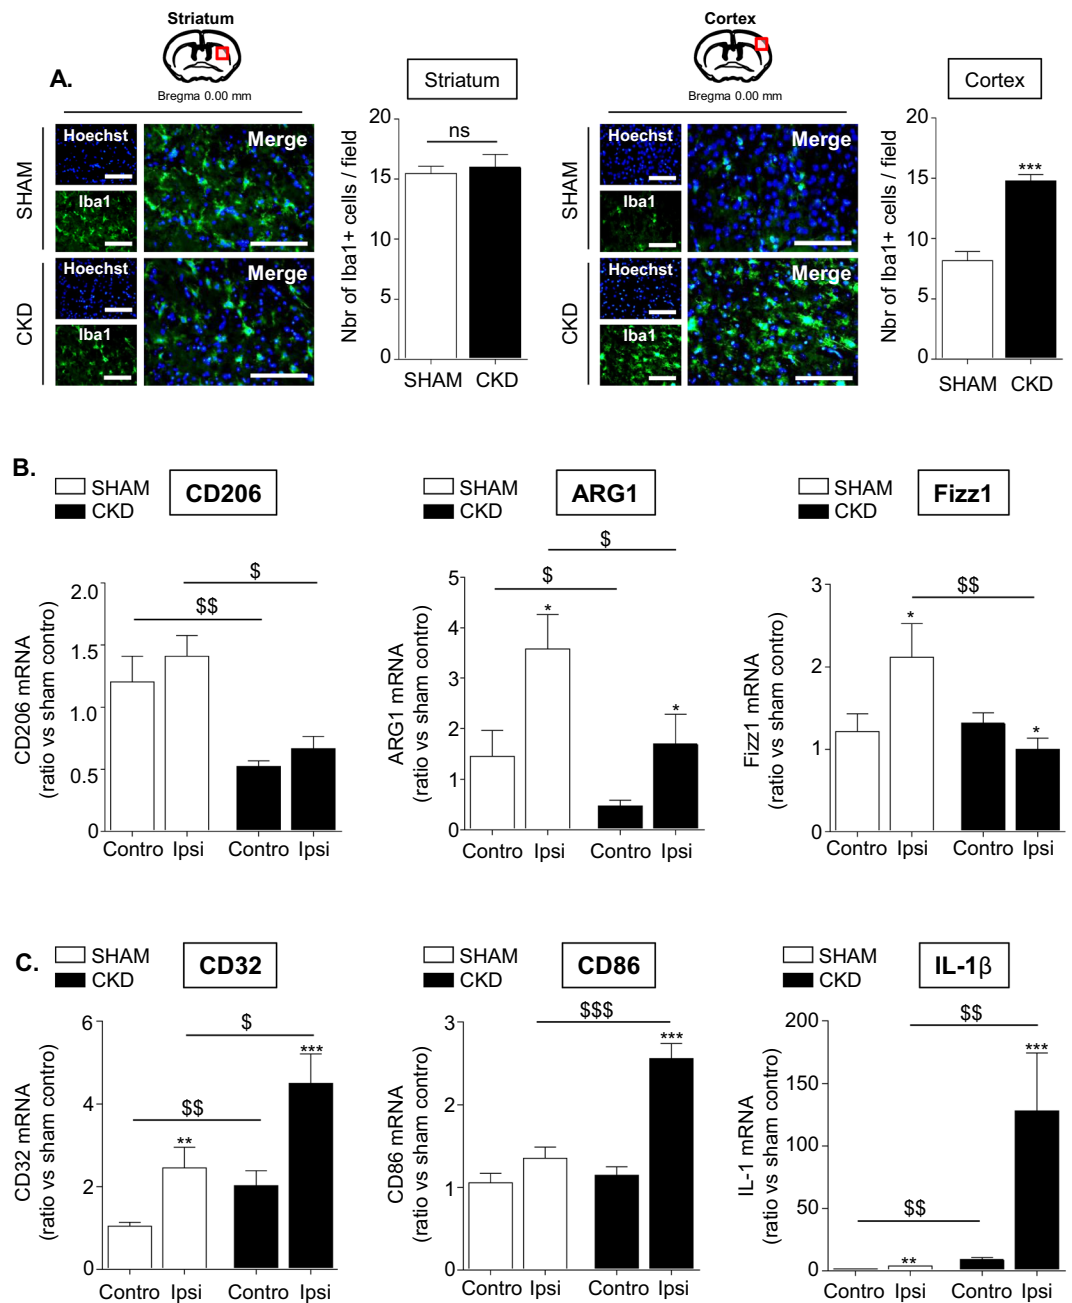 Striatum
Cortex
A.
Bregma 0.00 mm
Striatum
Bregma 0.00 mm
Cortex
SHAM
Hoechst
Merge
Iba1
CKD
Hoechst
Merge
Iba1
Nbr of Iba1+ cells / field
20
15
10
5
0
ns
SHAM CKD
SHAM
Hoechst
Merge
Iba1
CKD
Hoechst
Merge
Iba1
Nbr of Iba1+ cells / field
20
15
10
5
0
***
SHAM CKD
B.
SHAM
CKD
CD206
CD206 mRNA
(ratio vs sham control)
2.0
1.5
1.0
0.5
0
$
$$
Contro Ipsi Contro Ipsi
SHAM
CKD
ARG1
ARG1 mRNA
(ratio vs sham control)
5
4
3
2
1
0
$
$
*
*
Contro Ipsi Contro Ipsi
SHAM
CKD
Fizz1
Fizz1 mRNA
(ratio vs sham control)
3
2
1
0
$$
*
*
Contro Ipsi Contro Ipsi
C.
SHAM
CKD
CD32
CD32 mRNA
(ratio vs sham control)
6
4
2
0
$
***
$$
**
Contro Ipsi Contro Ipsi
SHAM
CKD
CD86
CD86 mRNA
(ratio vs sham control)
3
2
1
0
$$$
***
Contro Ipsi Contro Ipsi
SHAM
CKD
IL-1β
IL-1 mRNA
(ratio vs sham control)
200
150
100
50
0
$$
***
$$
**
Contro Ipsi Contro Ipsi